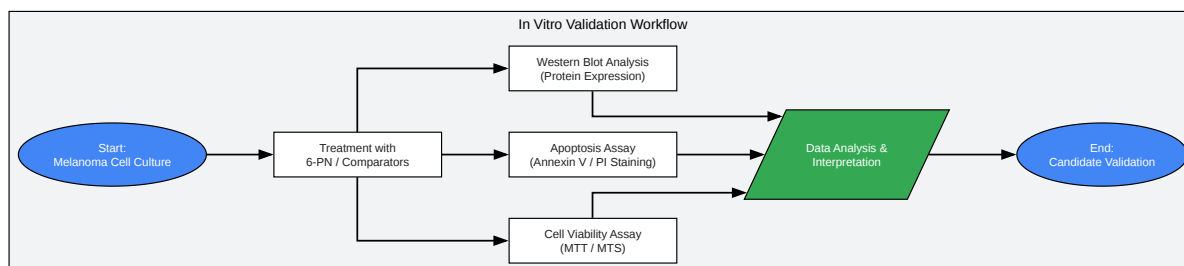 In Vitro Validation Workflow
Western Blot Analysis
(Protein Expression)
Start:
Melanoma Cell Culture
Treatment with
6-PN / Comparators
Apoptosis Assay
(Annexin V / PI Staining)
Data Analysis &
Interpretation
End:
Candidate Validation
Cell Viability Assay
(MTT / MTS)